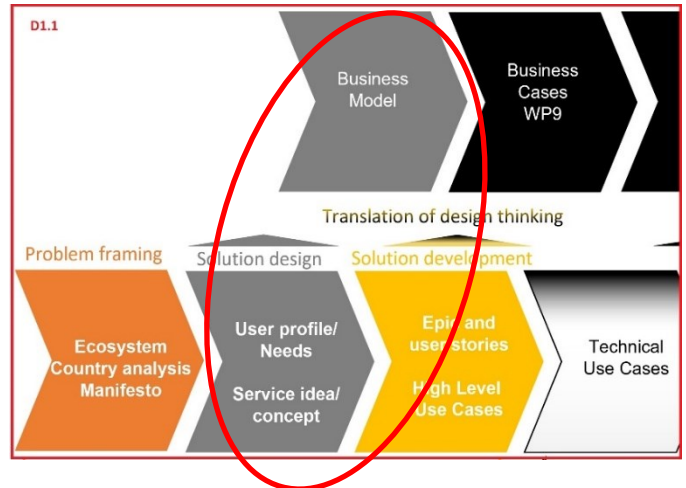 D1.1
Business
Model
Business
Cases
WP9
Translation of design thinking
Problem framing
Solution design
Solution development
Ecosystem
Country analysis
Manifesto
User profile/
Needs
Service idea/
concept
Epic and
user stories
High Level
Use Cases
Technical
Use Cases